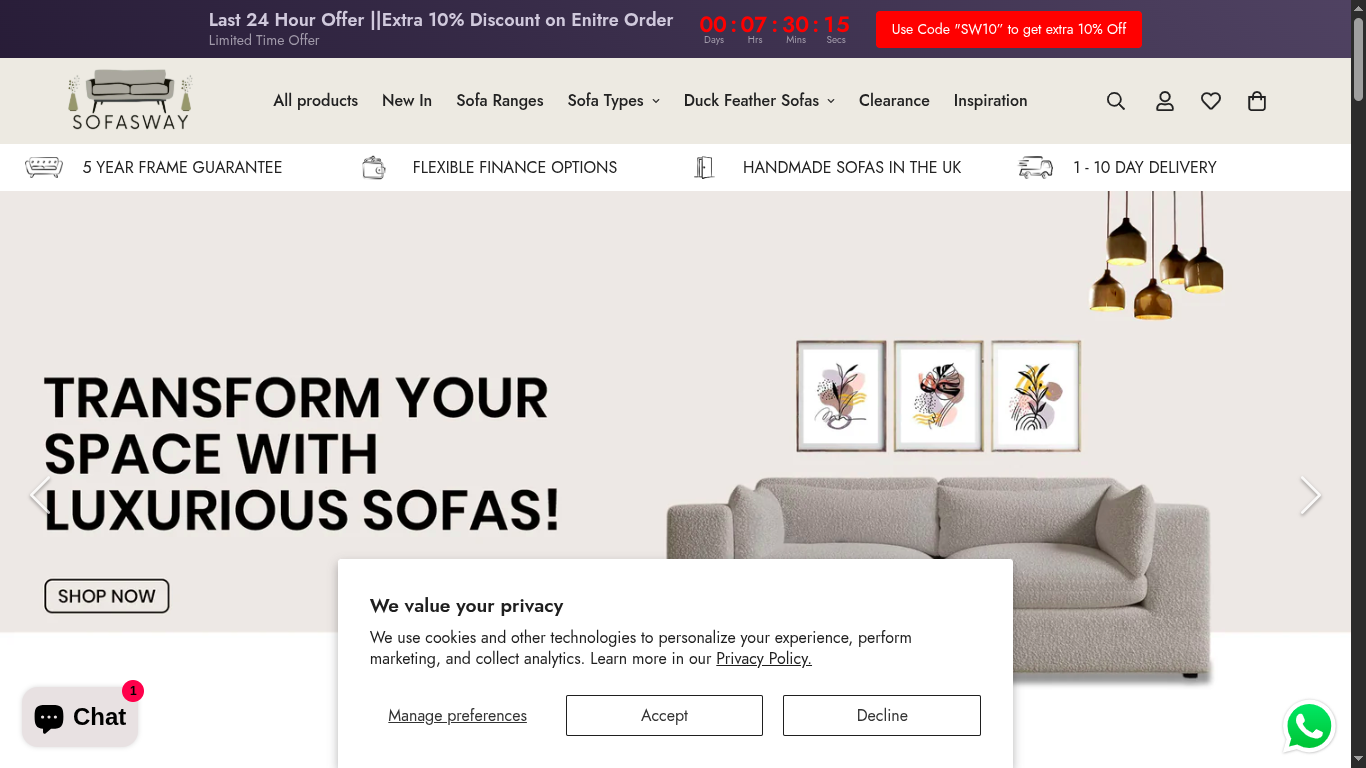 Last 24 Hour Offer ||Extra 10% Discount on Enitre Order
Limited Time Offer
00 : 07 : 30 : 15
Days Hrs Mins Secs
Use Code "SW10" to get extra 10% Off
SOFASWAY
All products New In Sofa Ranges Sofa Types Duck Feather Sofas Clearance Inspiration
5 YEAR FRAME GUARANTEE
FLEXIBLE FINANCE OPTIONS
HANDMADE SOFAS IN THE UK
1 - 10 DAY DELIVERY
TRANSFORM YOUR
SPACE WITH
LUXURIOUS SOFAS!
SHOP NOW
We value your privacy
We use cookies and other technologies to personalize your experience, perform
marketing, and collect analytics. Learn more in our Privacy Policy.
Manage preferences
Accept
Decline
Chat
1